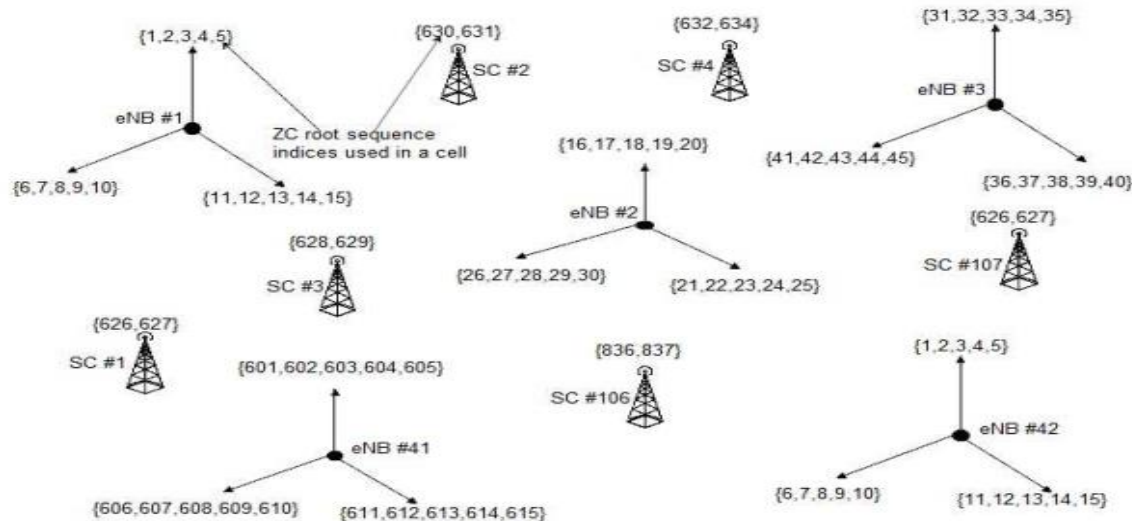 {1,2,3,4,5}
{630,631}
SC #2
{632,634}
SC #4
{31,32,33,34,35}
eNB #3
eNB #1
ZC root sequence
indices used in a cell
{6,7,8,9,10}
{11,12,13,14,15}
{16,17,18,19,20}
eNB #2
{41,42,43,44,45}
{36,37,38,39,40}
{628,629}
SC #3
{26,27,28,29,30}
{21,22,23,24,25}
{626,627}
SC #107
{626,627}
SC #1
{601,602,603,604,605}
eNB #41
{836,837}
SC #106
{1,2,3,4,5}
eNB #42
{606,607,608,609,610}
{611,612,613,614,615}
{6,7,8,9,10}
{11,12,13,14,15}